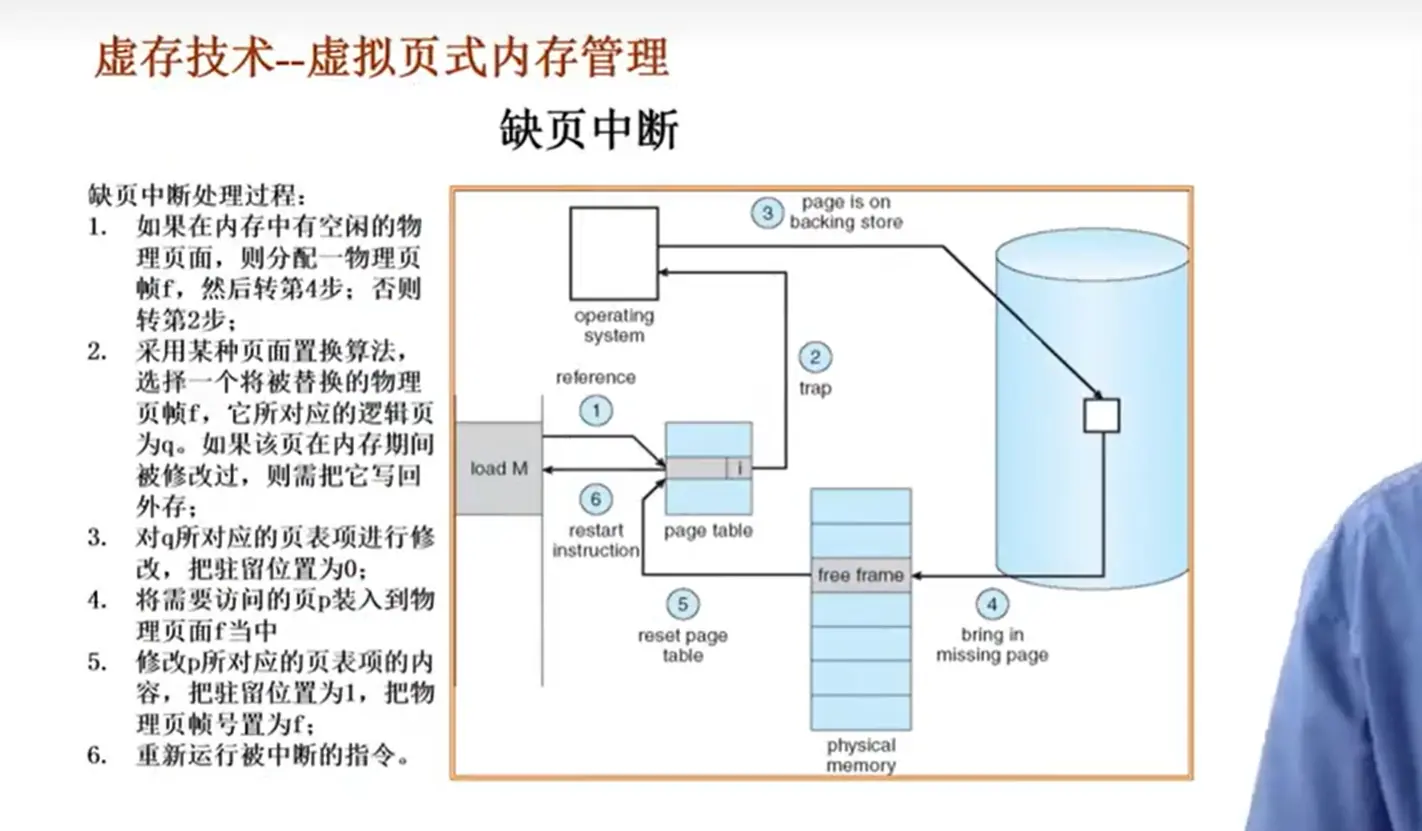 虚存技术--虚拟页式内存管理
缺页中断
缺页中断处理过程：
1. 如果在内存中有空闲的物
理页面，则分配一物理页
帧f，然后转第4步；否则
转第2步；
2. 采用某种页面置换算法，
选择一个将被替换的物理
页帧f，它所对应的逻辑页
为q。如果该页在内存期间
被修改过，则需把它写回
外存；
3. 对q所对应的页表项进行修
改，把驻留位置为0；
4. 将需要访问的页p装入到物
理页面f当中
5. 修改p所对应的页表项的内
容，把驻留位置为1，把物
理页帧号置为f；
6. 重新运行被中断的指令。
3
page is on
backing store
operating
system
2
trap
reference
1
load M
i
6
restart
instruction
page table
free frame
5
reset page
table
4
bring in
missing page
physical
memory